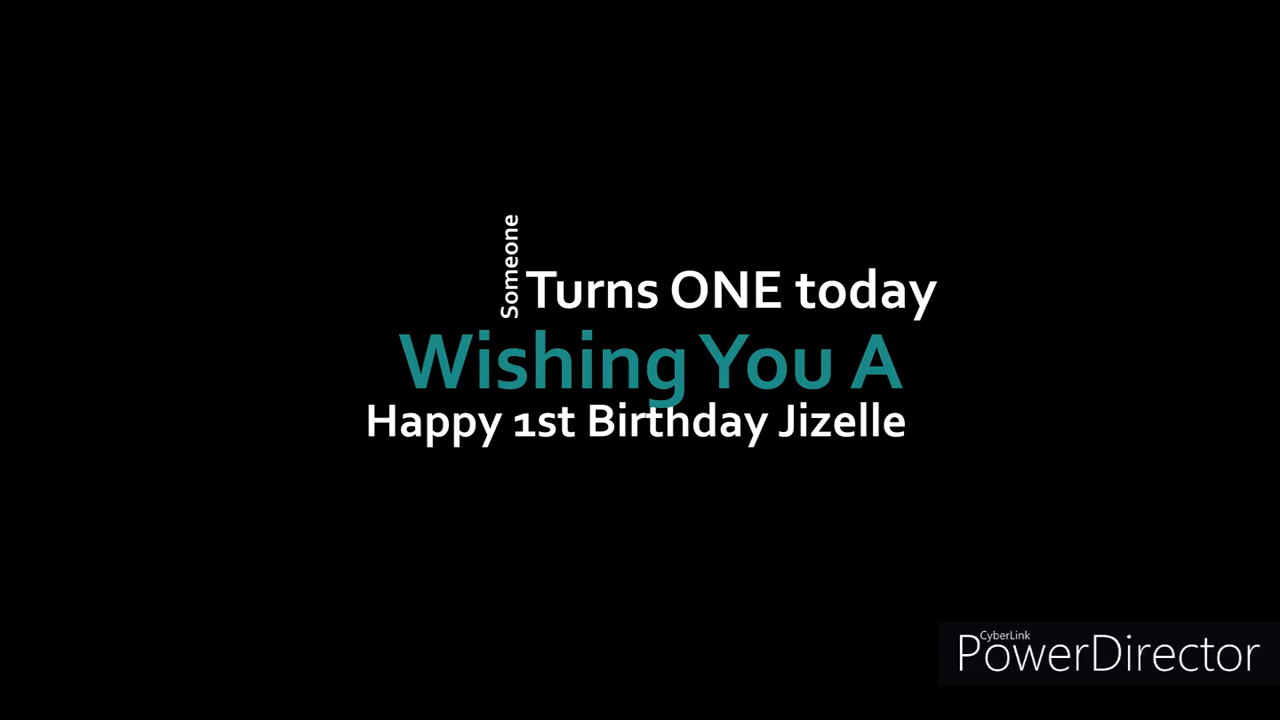 Someone
Turns ONE today
Wishing You A
Happy 1st Birthday Jizelle
CyberLink
PowerDirector